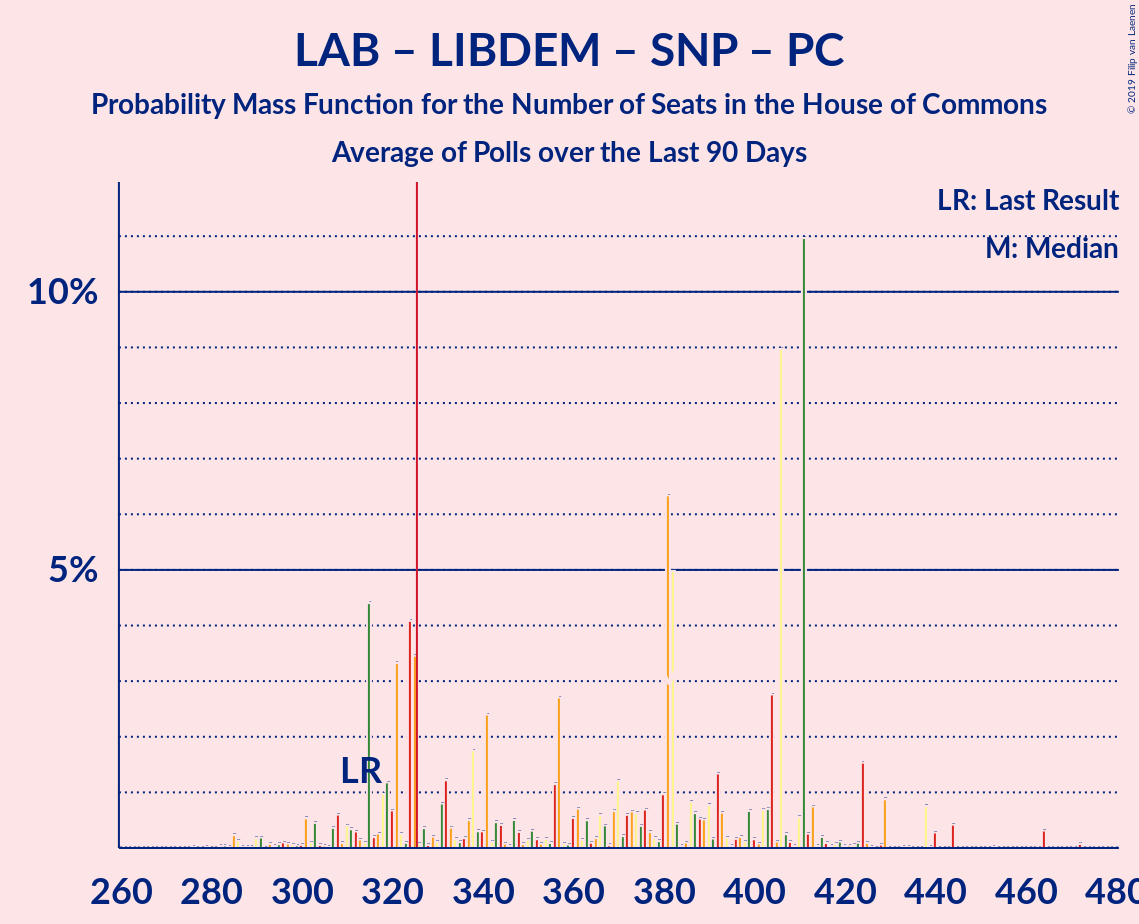 LAB – LIBDEM – SNP – PC
Probability Mass Function for the Number of Seats in the House of Commons
Average of Polls over the Last 90 Days
© 2019 Filip van Laenen
LR: Last Result
M: Median
10%
5%
LR
260 280 300 320 340 360 380 400 420 440 460 480